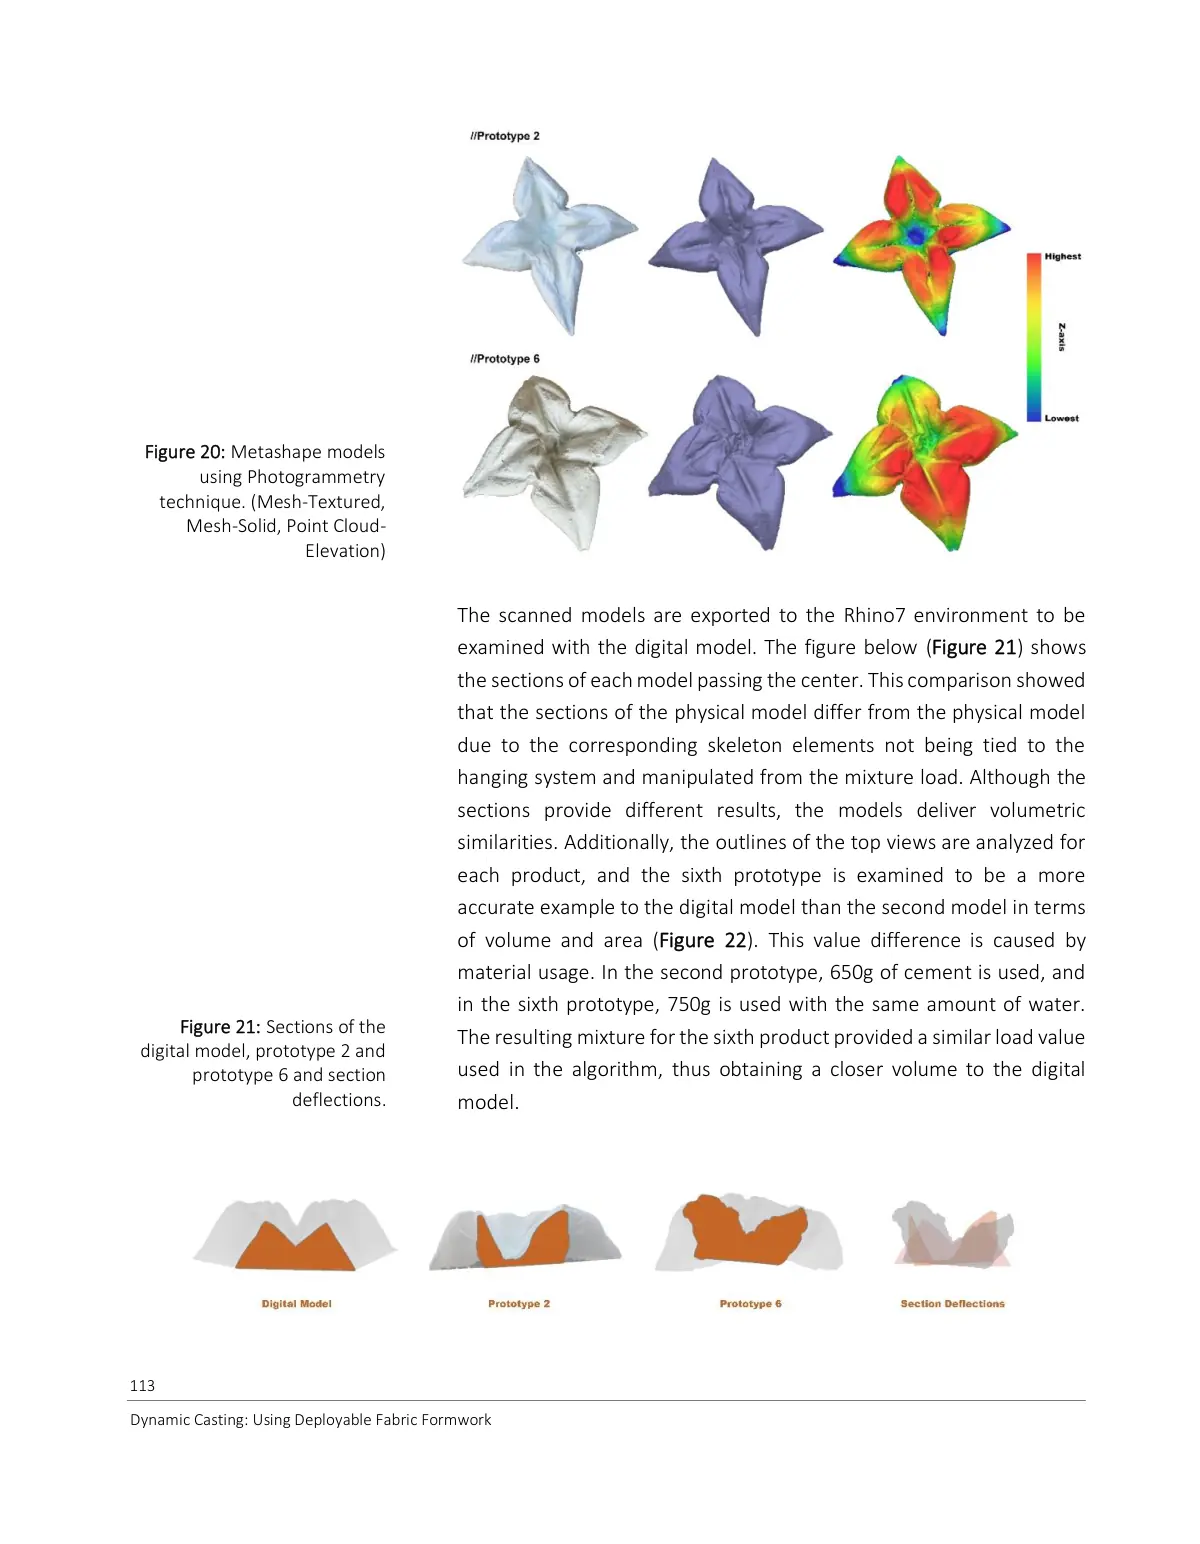 //Prototype 2
Highest
Z-axis
Lowest
//Prototype 6
Figure 20: Metashape models
using Photogrammetry
technique. (Mesh-Textured,
Mesh-Solid, Point Cloud-
Elevation)
The scanned models are exported to the Rhino7 environment to be
examined with the digital model. The figure below (Figure 21) shows
the sections of each model passing the center. This comparison showed
that the sections of the physical model differ from the physical model
due to the corresponding skeleton elements not being tied to the
hanging system and manipulated from the mixture load. Although the
sections provide different results, the models deliver volumetric
similarities. Additionally, the outlines of the top views are analyzed for
each product, and the sixth prototype is examined to be a more
accurate example to the digital model than the second model in terms
of volume and area (Figure 22). This value difference is caused by
material usage. In the second prototype, 650g of cement is used, and
in the sixth prototype, 750g is used with the same amount of water.
The resulting mixture for the sixth product provided a similar load value
used in the algorithm, thus obtaining a closer volume to the digital
model.
Figure 21: Sections of the
digital model, prototype 2 and
prototype 6 and section
deflections.
Digital Model
Prototype 2
Prototype 6
Section Deflections
113
Dynamic Casting: Using Deployable Fabric Formwork